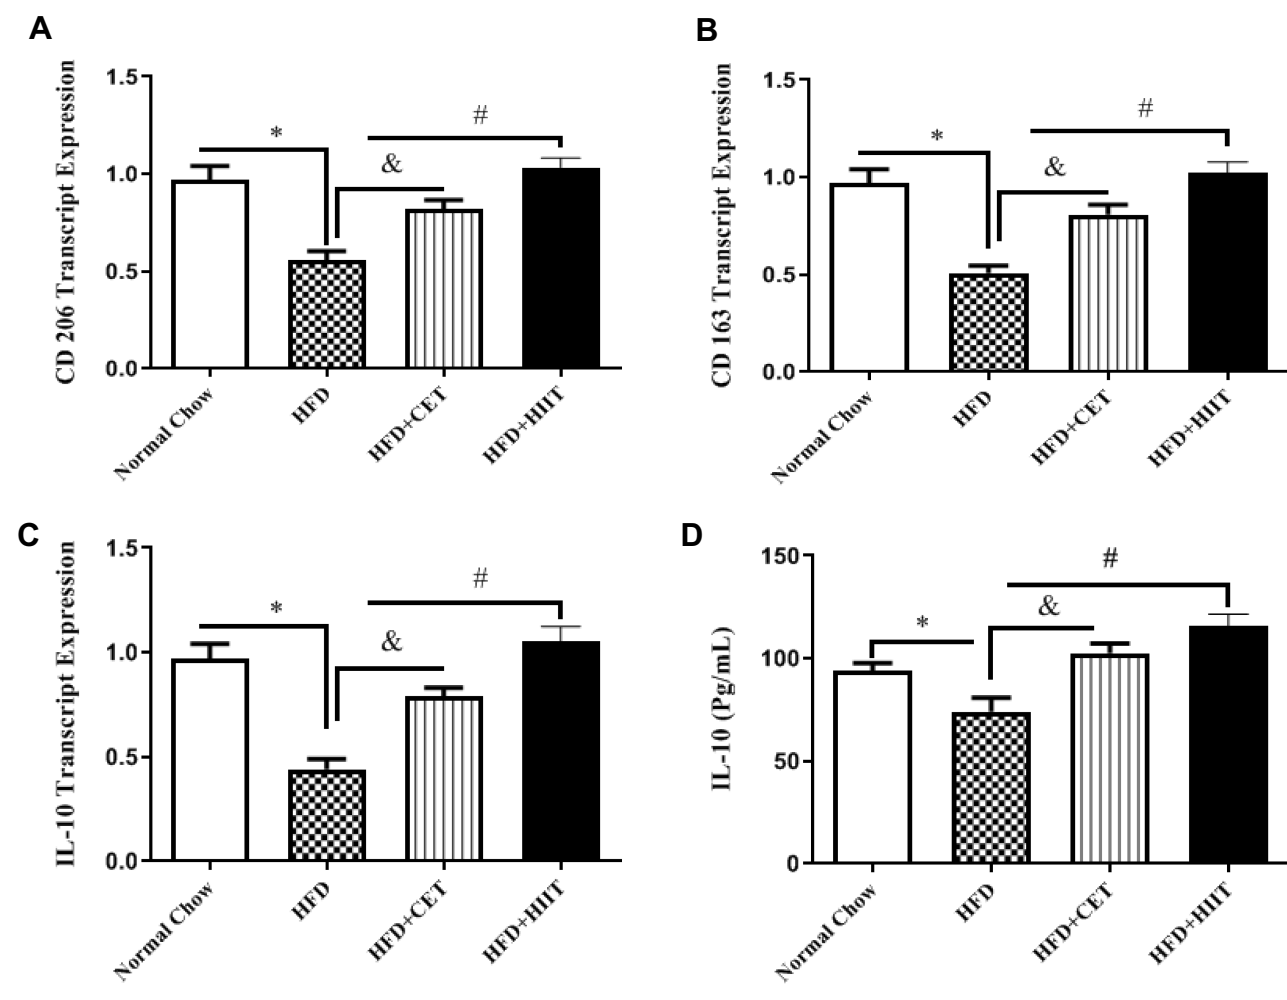 A
CD 206 Transcript Expression
1.5
1.0
0.5
0.0
*
&
#
Normal Chow
HFD
HFD+CET
HFD+HIIT
B
CD 163 Transcript Expression
1.5
1.0
0.5
0.0
*
&
#
Normal Chow
HFD
HFD+CET
HFD+HIIT
C
IL-10 Transcript Expression
1.5
1.0
0.5
0.0
*
&
#
Normal Chow
HFD
HFD+CET
HFD+HIIT
D
IL-10 (Pg/mL)
150
100
50
0
*
&
#
Normal Chow
HFD
HFD+CET
HFD+HIIT